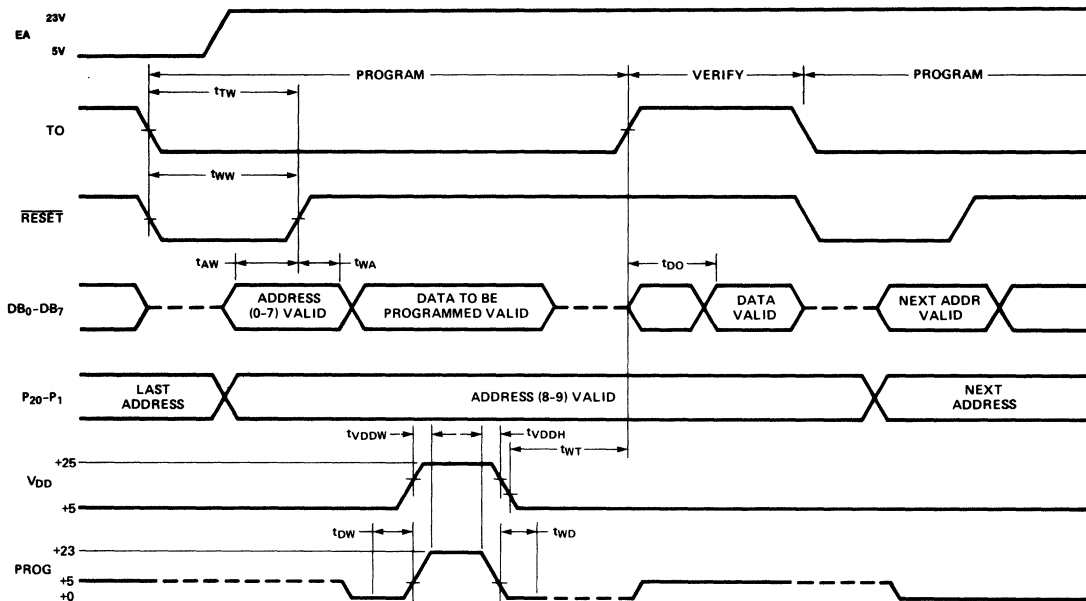 23V
EA
5V
PROGRAM
VERIFY
PROGRAM
tTW
TO
tWW
RESET
tAW
tWA
tDO
DB0-DB7
ADDRESS
(0-7) VALID
DATA TO BE
PROGRAMMED VALID
DATA
VALID
NEXT ADDR
VALID
P20-P1
LAST
ADDRESS
ADDRESS (8-9) VALID
NEXT
ADDRESS
tVDDW
tVDDH
tWT
+25
VDD
+5
tDW
tWD
+23
PROG
+5
+0